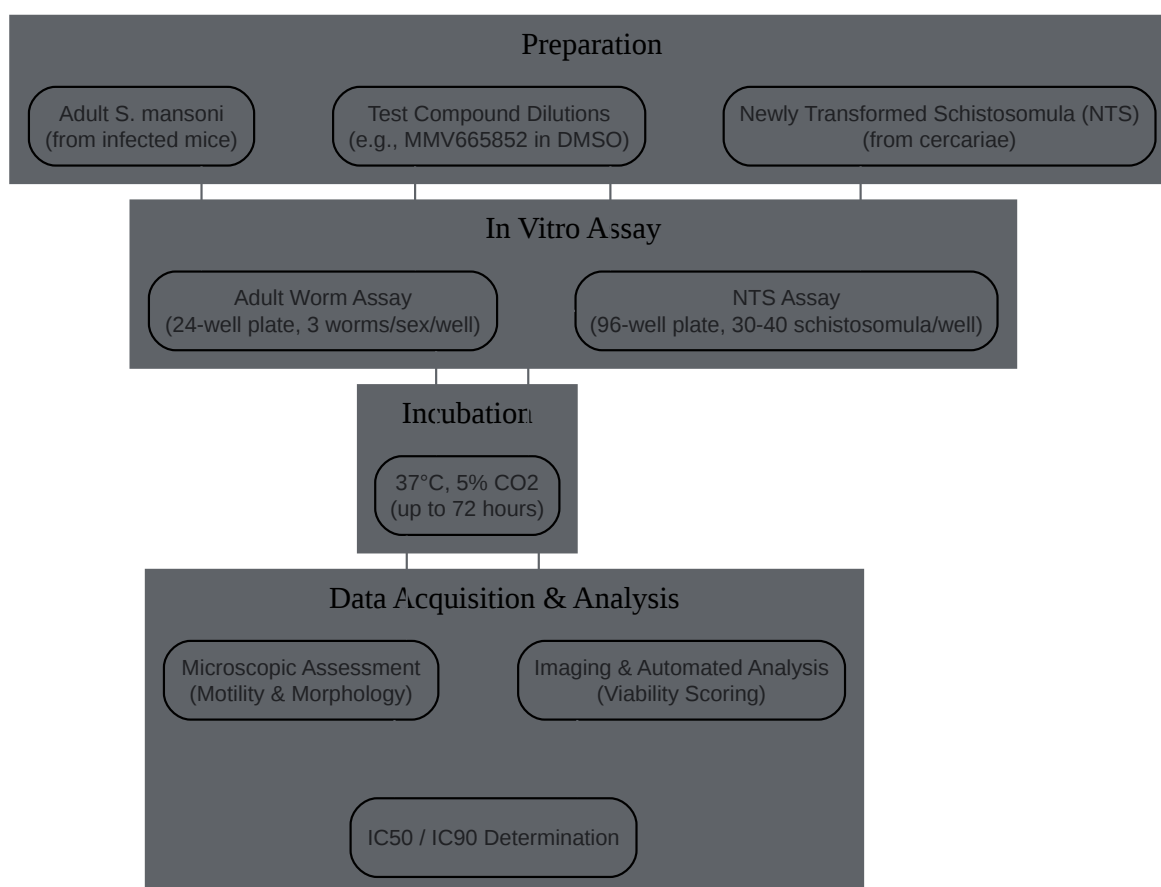 Preparation
Adult S. mansoni
(from infected mice)
Test Compound Dilutions
(e.g., MMV665852 in DMSO)
Newly Transformed Schistosomula (NTS)
(from cercariae)
In Vitro Assay
Adult Worm Assay
(24-well plate, 3 worms/sex/well)
NTS Assay
(96-well plate, 30-40 schistosomula/well)
Incubation
37°C, 5% CO2
(up to 72 hours)
Data Acquisition & Analysis
Microscopic Assessment
(Motility & Morphology)
Imaging & Automated Analysis
(Viability Scoring)
IC50 / IC90 Determination